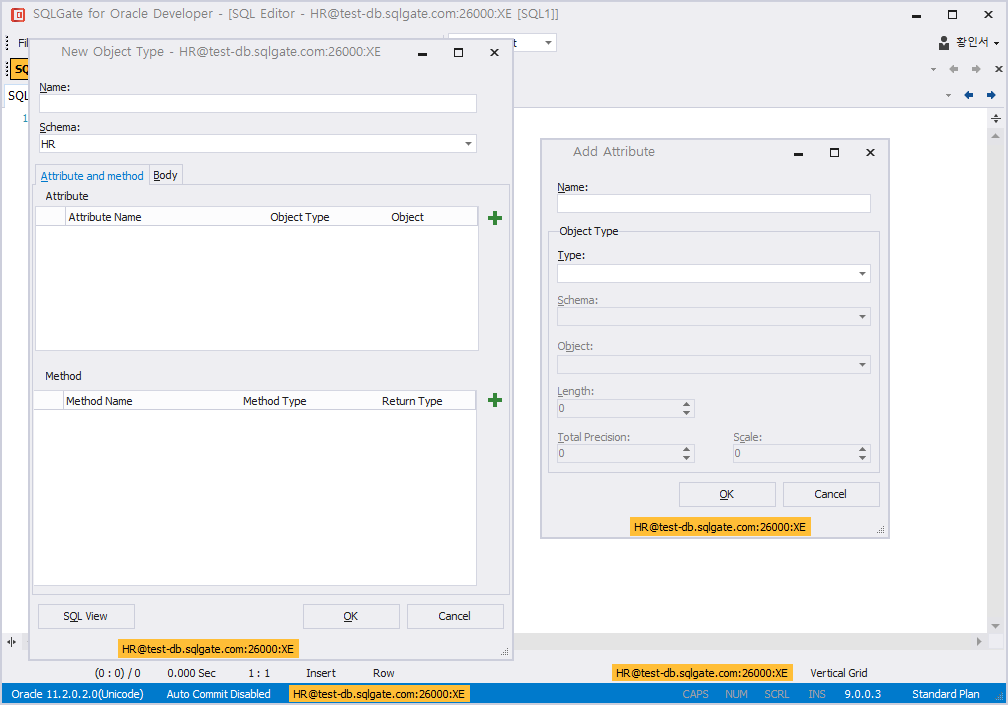 SQLGate for Oracle Developer - [SQL Editor - HR@test-db.sqlgate.com:26000:XE [SQL1]]
황인서
New Object Type - HR@test-db.sqlgate.com:26000:XE
Name:
Schema:
HR
Attribute and method
Body
Attribute
Attribute Name Object Type Object
Method
Method Name Method Type Return Type
SQL View OK Cancel
HR@test-db.sqlgate.com:26000:XE
SQL
1
Add Attribute
Name:
Object Type
Type:
Schema:
Object:
Length:
0
Total Precision: Scale:
0 0
OK Cancel
HR@test-db.sqlgate.com:26000:XE
(0 : 0) / 0 0.000 Sec 1 : 1 Insert Row HR@test-db.sqlgate.com:26000:XE Vertical Grid
Oracle 11.2.0.2.0(Unicode) Auto Commit Disabled HR@test-db.sqlgate.com:26000:XE CAPS NUM SCRL INS 9.0.0.3 Standard Plan